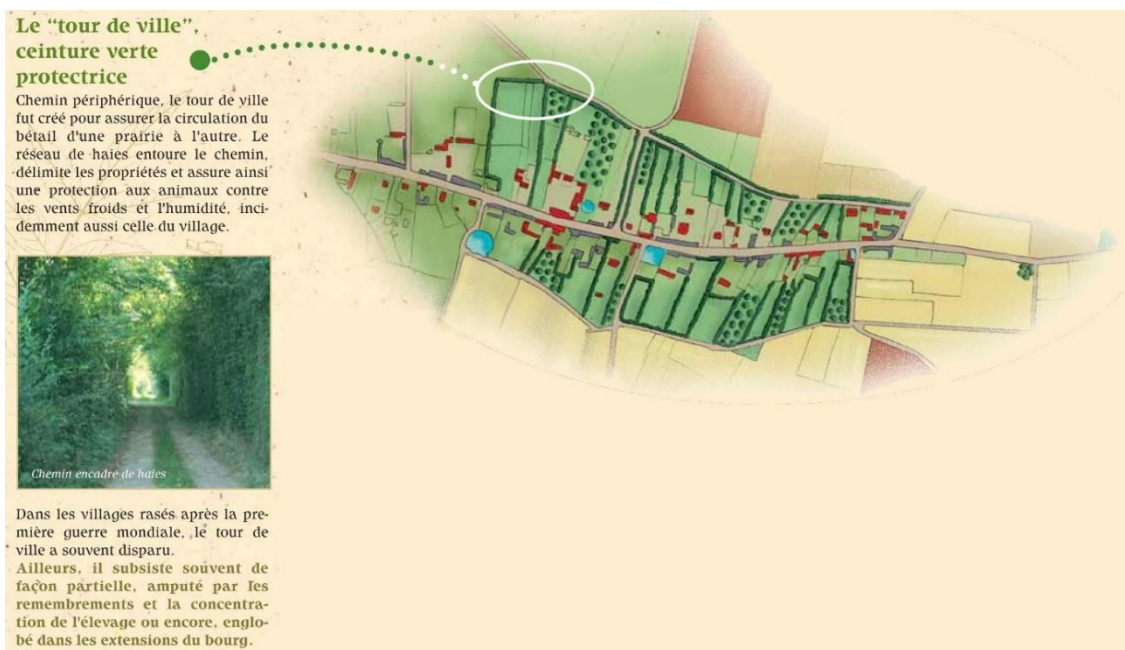 Le “tour de ville”,
ceinture verte
protectrice
Chemin périphérique, le tour de ville
fut créé pour assurer la circulation du
bétail d'une prairie à l'autre. Le
réseau de haies entoure le chemin,
délimite les propriétés et assure ainsi
une protection aux animaux contre
les vents froids et l'humidité, inci-
demment aussi celle du village.
Chemin encadré de haies
Dans les villages rasés après la pre-
mière guerre mondiale, le tour de
ville a souvent disparu.
Ailleurs, il subsiste souvent de
façon partielle, amputé par les
remembrements et la concentra-
tion de l'élevage ou encore, englo-
bé dans les extensions du bourg.